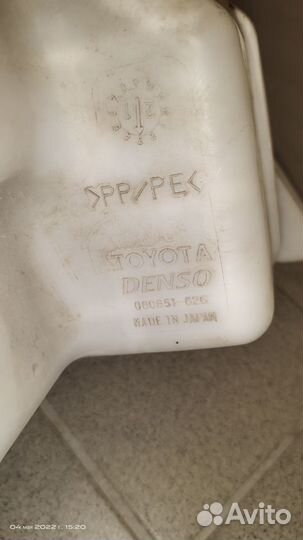 >PP/PE<
TOYOTA
DENSO
060851-626
MADE IN JAPAN
04 мая 2022 г 15:20
Avito